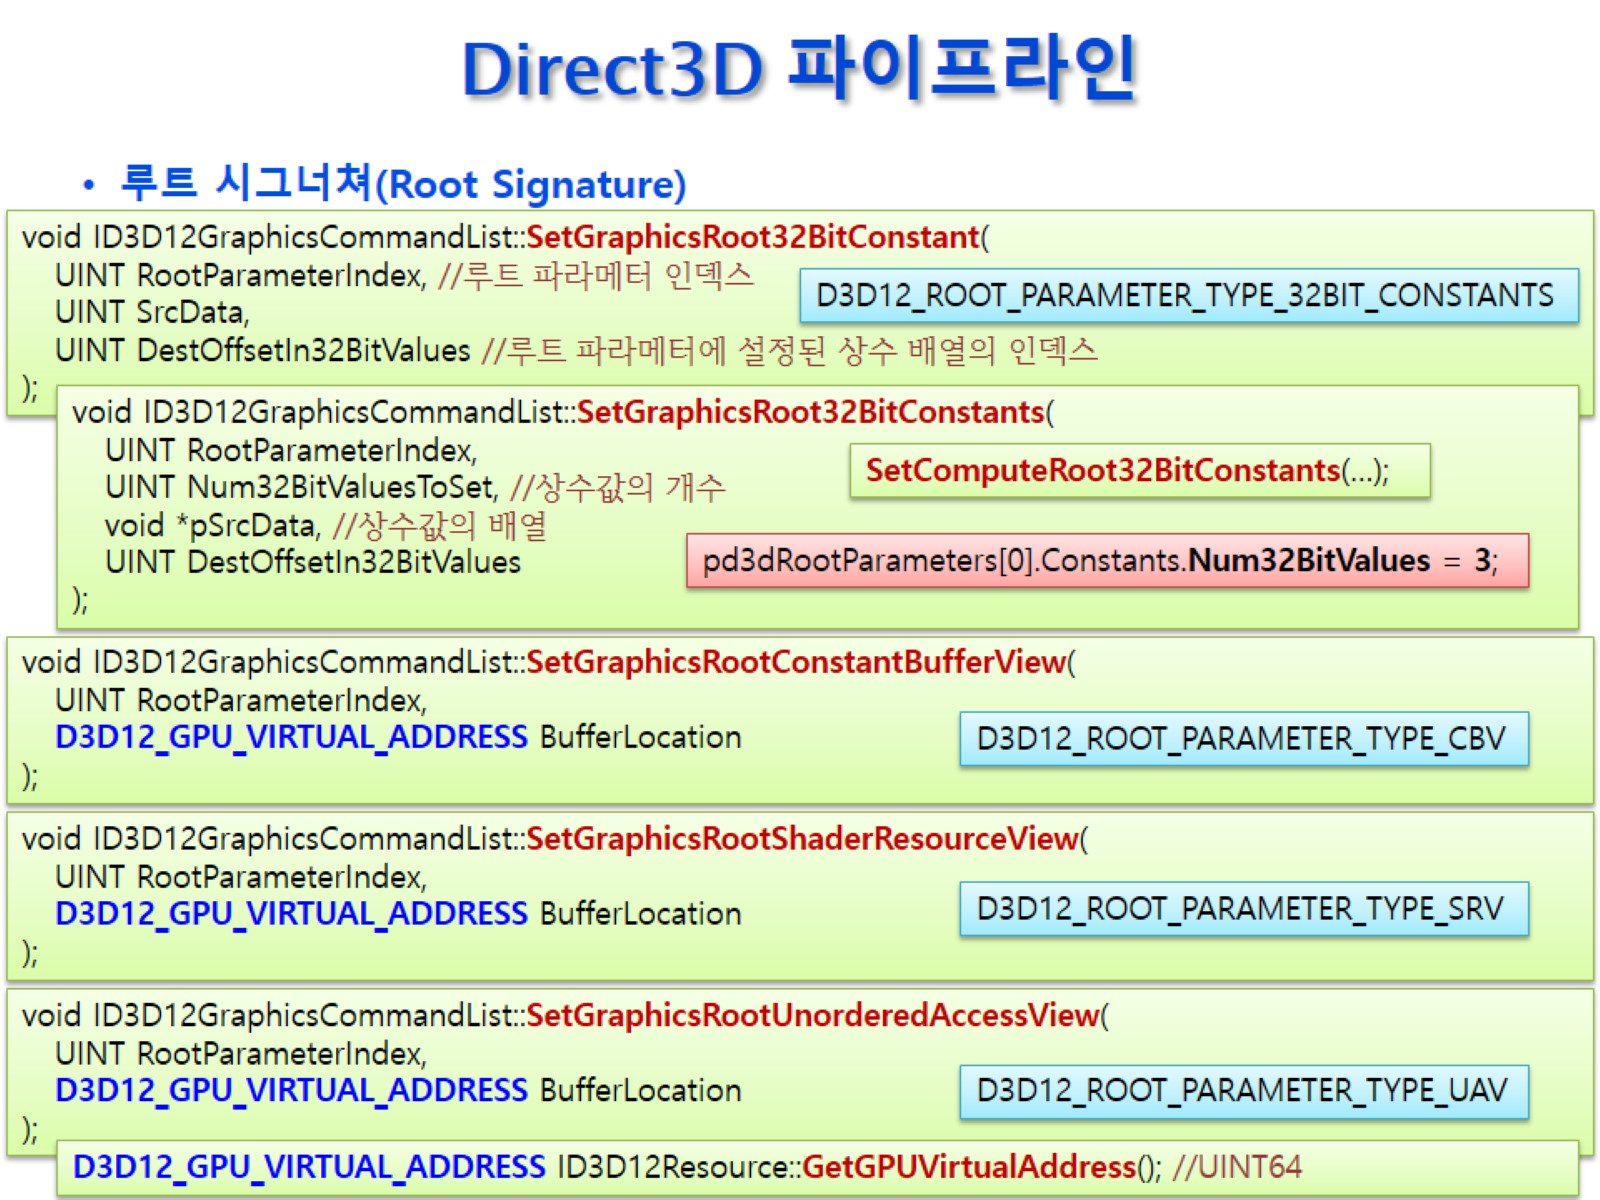 Direct3D 파이프라인
• 루트 시그너쳐(Root Signature)
void ID3D12GraphicsCommandList::SetGraphicsRoot32BitConstant(
UINT RootParameterIndex, //루트 파라메터 인덱스
D3D12_ROOT_PARAMETER_TYPE_32BIT_CONSTANTS
UINT SrcData,
UINT DestOffsetIn32BitValues //루트 파라메터에 설정된 상수 배열의 인덱스
);
void ID3D12GraphicsCommandList::SetGraphicsRoot32BitConstants(
UINT RootParameterIndex,
SetComputeRoot32BitConstants(...);
UINT Num32BitValuesToSet, //상수값의 개수
void *pSrcData, //상수값의 배열
UINT DestOffsetIn32BitValues
pd3dRootParameters[0].Constants.Num32BitValues = 3;
);
void ID3D12GraphicsCommandList::SetGraphicsRootConstantBufferView(
UINT RootParameterIndex,
D3D12_GPU_VIRTUAL_ADDRESS BufferLocation
D3D12_ROOT_PARAMETER_TYPE_CBV
);
void ID3D12GraphicsCommandList::SetGraphicsRootShaderResourceView(
UINT RootParameterIndex,
D3D12_GPU_VIRTUAL_ADDRESS BufferLocation
D3D12_ROOT_PARAMETER_TYPE_SRV
);
void ID3D12GraphicsCommandList::SetGraphicsRootUnorderedAccessView(
UINT RootParameterIndex,
D3D12_GPU_VIRTUAL_ADDRESS BufferLocation
D3D12_ROOT_PARAMETER_TYPE_UAV
);
D3D12_GPU_VIRTUAL_ADDRESS ID3D12Resource::GetGPUVirtualAddress(); //UINT64